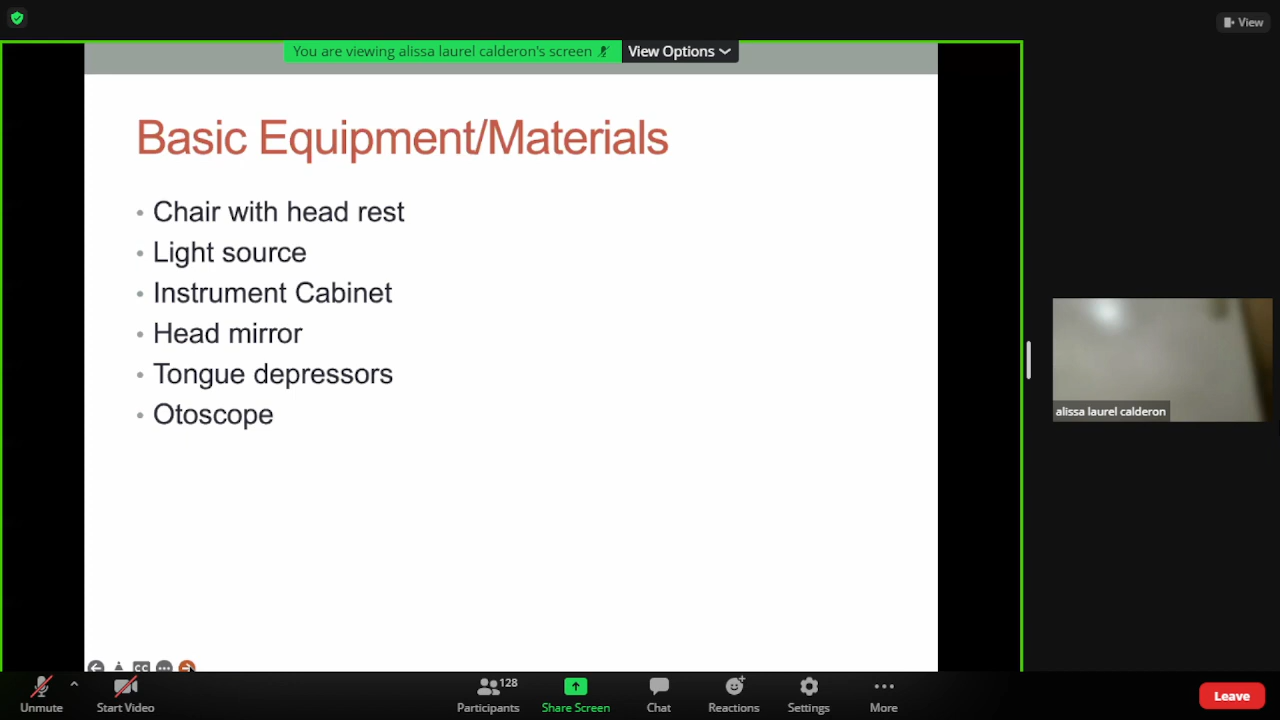 View
You are viewing alissa laurel calderon's screen
View Options
Basic Equipment/Materials
• Chair with head rest
• Light source
• Instrument Cabinet
• Head mirror
• Tongue depressors
• Otoscope
alissa laurel calderon
CC
128
Unmute
Start Video
Participants
Share Screen
Chat
Reactions
Settings
More
Leave